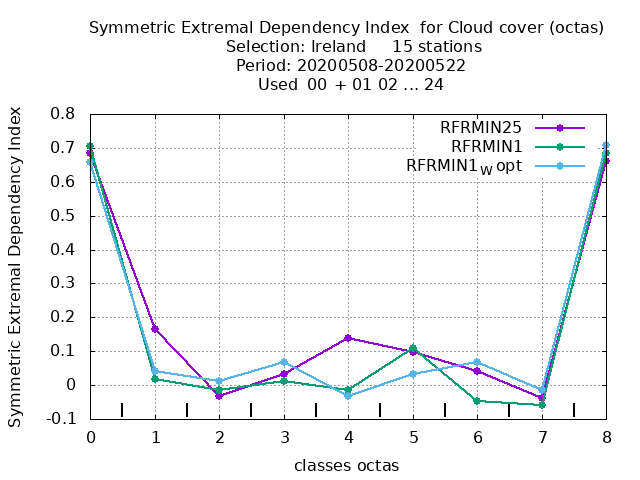 Symmetric Extremal Dependency Index for Cloud cover (octas)
Selection: Ireland 15 stations
Period: 20200508-20200522
Used 00 + 01 02 ... 24
Symmetric Extremal Dependency Index
0.8
0.7
0.6
0.5
0.4
0.3
0.2
0.1
0
-0.1
RFRMIN25
RFRMIN1
RFRMIN1w opt
0 1 2 3 4 5 6 7 8
classes octas